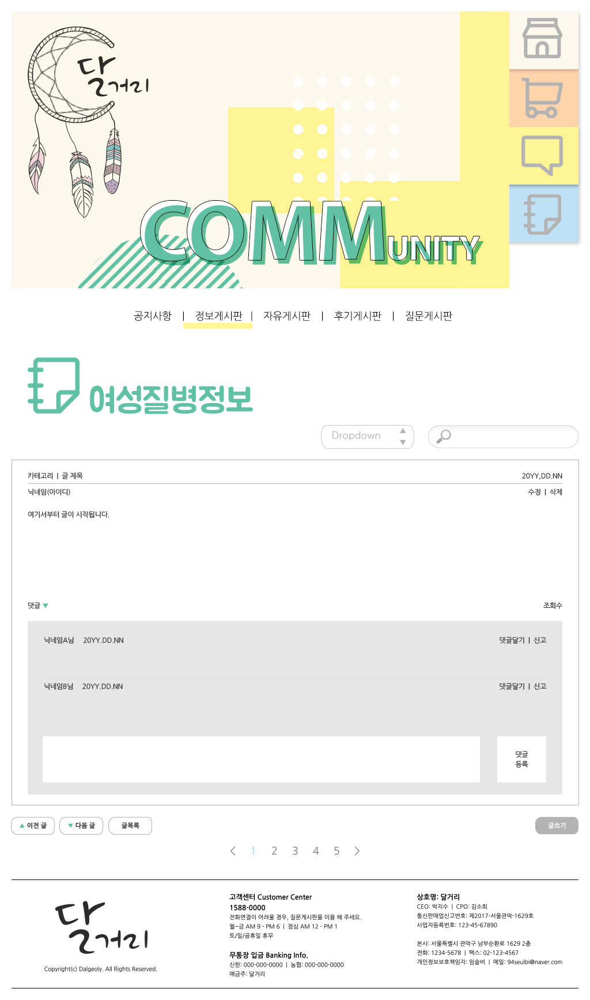 달거리
COMMUNITY
공지사항 | 정보게시판 | 자유게시판 | 후기게시판 | 질문게시판
여성질병정보
Dropdown
카테고리 | 글 제목 20YY,DD.NN
닉네임(아이디) 수정 | 삭제
여기서부터 글이 시작됩니다.
댓글 ▼ 조회수
닉네임A님 20YY.DD.NN 댓글달기 | 신고
닉네임B님 20YY.DD.NN 댓글달기 | 신고
댓글
등록
▲ 이전 글 ▼ 다음 글 글목록 글쓰기
< 1 2 3 4 5 >
달거리
Copyright(c) Dalgeoly. All Rights Reserved.
고객센터 Customer Center
1588-0000
전화연결이 어려울 경우, 질문게시판을 이용 해 주세요.
월~금 AM 9 - PM 6 | 점심 AM 12 - PM 1
토/일/공휴일 휴무
무통장 입금 Banking Info.
신한: 000-000-0000 | 농협: 000-000-0000
예금주: 달거리
상호명: 달거리
CEO: 박지수 | CPO: 김소희
통신판매업신고번호: 제2017-서울관악-1629호
사업자등록번호: 123-45-67890
본사: 서울특별시 관악구 남부순환로 1629 2층
전화: 1234-5678 | 팩스: 02-123-4567
개인정보보호책임자: 임슬비 | 메일: 94seulbi@naver.com